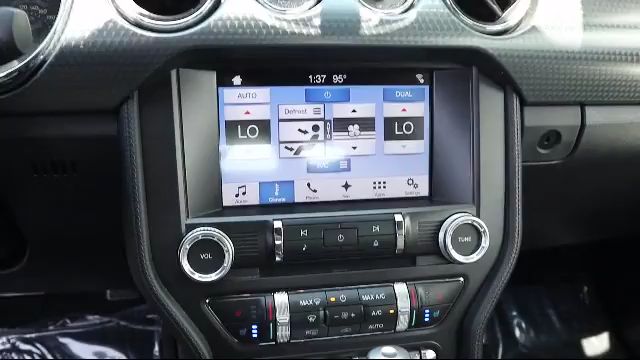 1:37 95°
AUTO
DUAL
Defrost
LO
AUTO
LO
A/C
Audio
Climate
Phone
Nav
Apps
Settings
VOL
TUNE
MAX
MAX A/C
A/C
AUTO